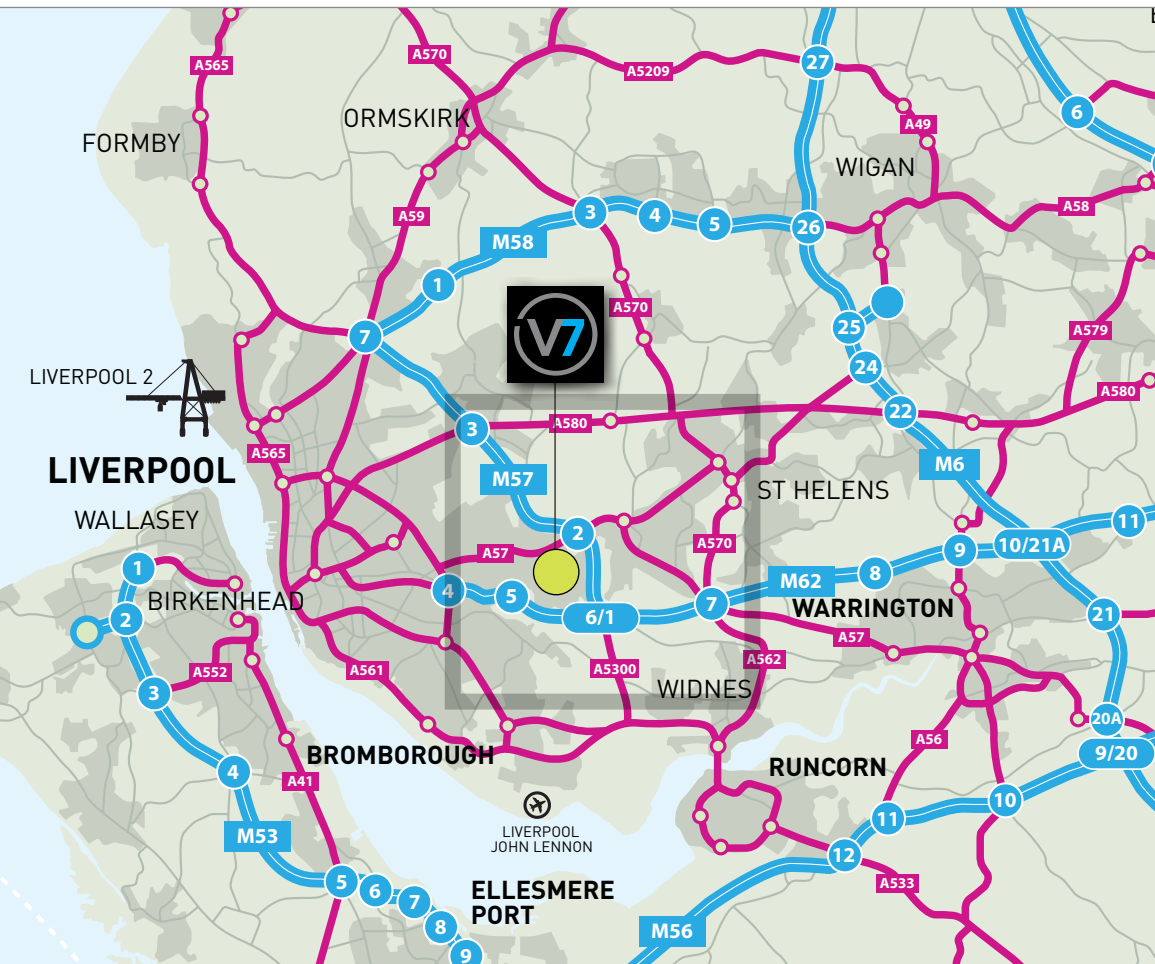 A565
A570
A5209
27
6
A49
ORMSKIRK
FORMBY
WIGAN
A58
A59
3
4
5
26
M58
1
A570
25
V7
7
A579
24
LIVERPOOL 2
A580
22
3
A580
A565
M6
LIVERPOOL
M57
ST HELENS
WALLASEY
11
2
10/21A
A570
9
A57
1
M62
8
4
5
BIRKENHEAD
7
WARRINGTON
21
2
6/1
A57
A562
A552
A561
A5300
WIDNES
3
20A
A56
9/20
BROMBOROUGH
RUNCORN
4
A41
10
LIVERPOOL
JOHN LENNON
11
M53
12
5
6
A533
ELLESMERE
PORT
7
8
M56
9